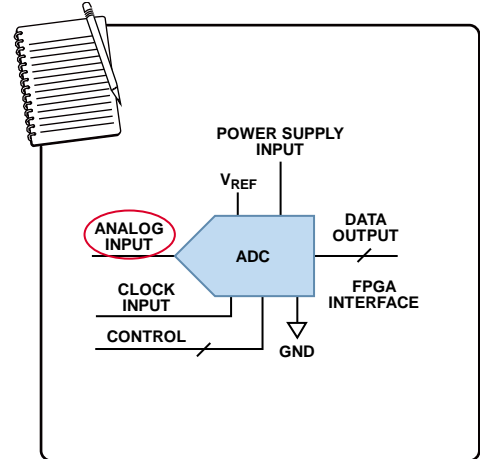 POWER SUPPLY
INPUT
VREF
ANALOG
INPUT
ADC
DATA
OUTPUT
CLOCK
INPUT
FPGA
INTERFACE
CONTROL
GND